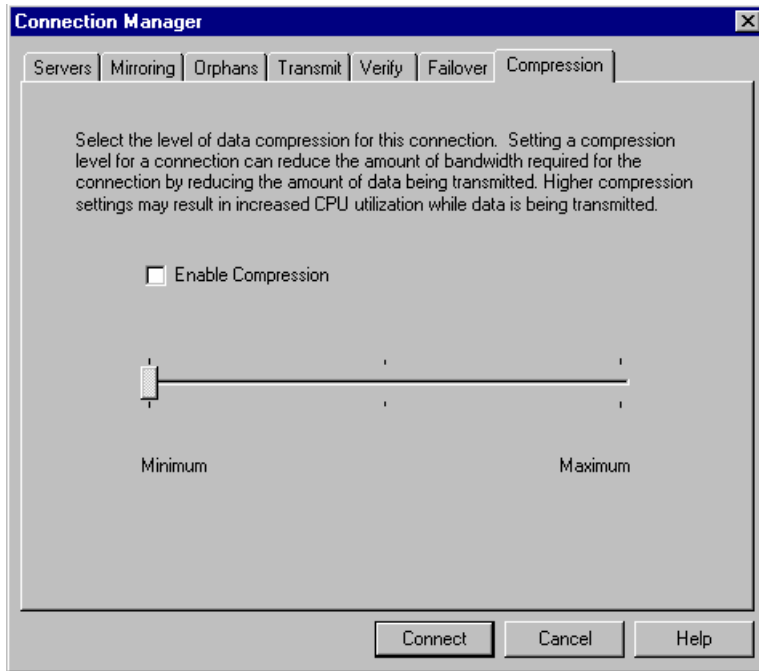 Connection Manager
Servers Mirroring Orphans Transmit Verify Failover Compression
Select the level of data compression for this connection. Setting a compression
level for a connection can reduce the amount of bandwidth required for the
connection by reducing the amount of data being transmitted. Higher compression
settings may result in increased CPU utilization while data is being transmitted.
Enable Compression
Minimum Maximum
Connect Cancel Help